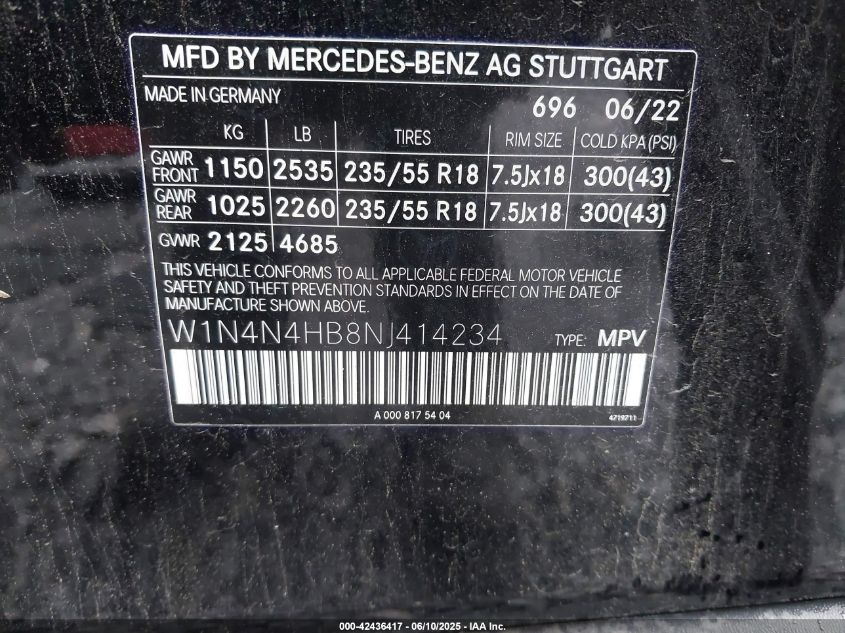 MFD BY MERCEDES-BENZ AG STUTTGART
MADE IN GERMANY 696 06/22
KG LB TIRES RIM SIZE COLD KPA (PSI)
GAWR FRONT 1150 2535 235/55 R18 7.5Jx18 300(43)
GAWR REAR 1025 2260 235/55 R18 7.5Jx18 300(43)
GVWR 2125 4685
THIS VEHICLE CONFORMS TO ALL APPLICABLE FEDERAL MOTOR VEHICLE
SAFETY AND THEFT PREVENTION STANDARDS IN EFFECT ON THE DATE OF
MANUFACTURE SHOWN ABOVE.
W1N4N4HB8NJ414234 TYPE: MPV
A 000 817 54 04 4719711
000-42436417 - 06/10/2025 - IAA Inc.